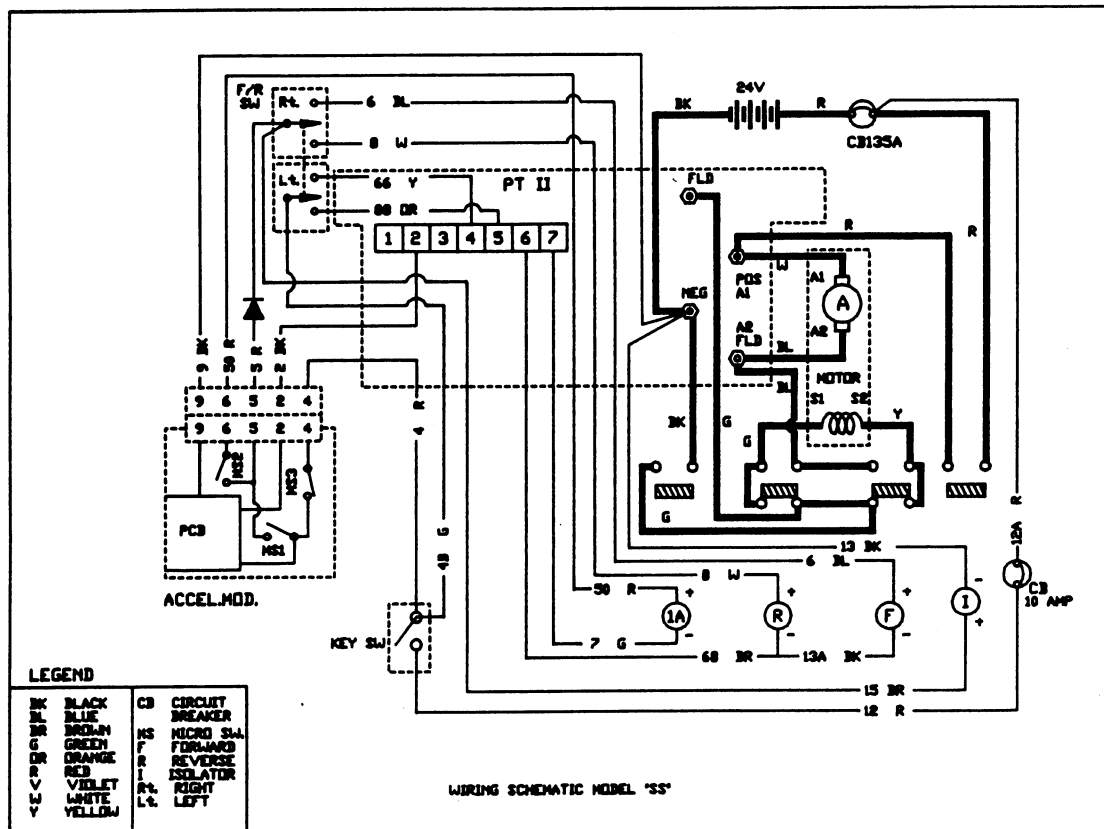 F/R
SW
Rt.
6 BL
8 W
Lt.
66 Y
88 OR
PT II
1 2 3 4 5 6 7
24V
BK
R
CB135A
FLD
R
R
POS
A1
W
A1
A
A2
NEG
A2
FLD
BL
BL
MOTOR
S1 S2
BK
G
G
Y
G
9 BK
50 R
5 R
2 BK
9 6 5 2 4
9 6 5 2 4
4 R
4B G
MS2
MS3
MS1
PCB
ACCEL.MOD.
KEY SW
13 BK
6 BL
8 W
50 R
1A
+
-
R
+
-
F
+
-
I
-
+
12A R
CB
10 AMP
7 G
68 BR
13A BK
15 BR
12 R
LEGEND
BK BLACK
BL BLUE
BR BROWN
G GREEN
OR ORANGE
R RED
V VIOLET
W WHITE
Y YELLOW
CB CIRCUIT
BREAKER
MS MICRO SW.
F FORWARD
R REVERSE
I ISOLATOR
Rt. RIGHT
Lt. LEFT
WIRING SCHEMATIC MODEL "SS"